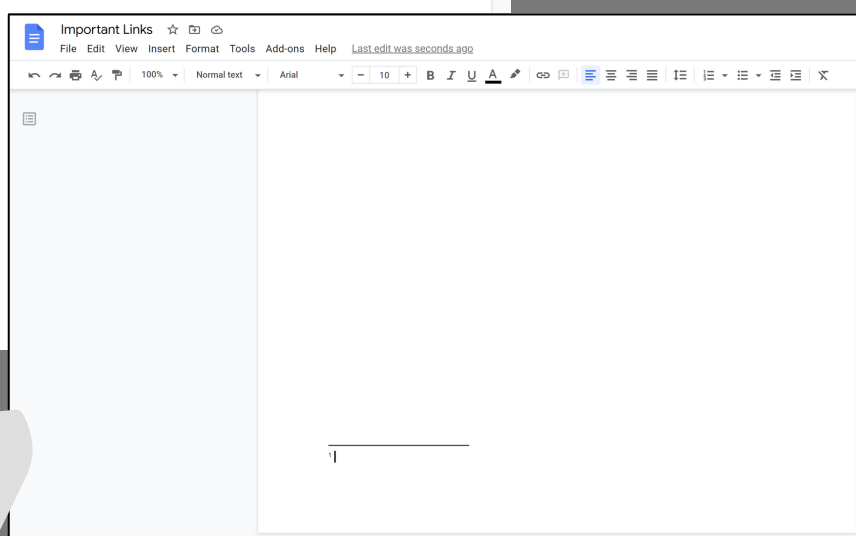 Important Links
File Edit View Insert Format Tools Add-ons Help Last edit was seconds ago
100% Normal text Arial − 10 + B I U A
1